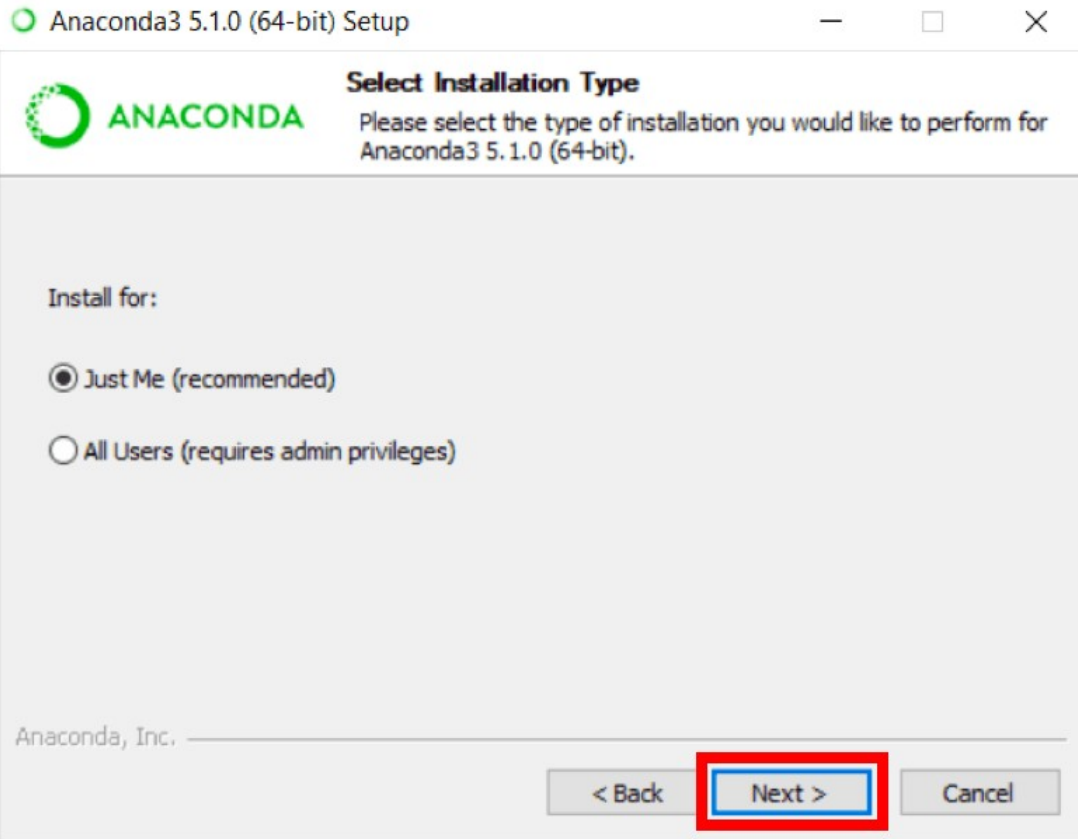 Anaconda3 5.1.0 (64-bit) Setup
ANACONDA
Select Installation Type
Please select the type of installation you would like to perform for
Anaconda3 5.1.0 (64-bit).
Install for:
Just Me (recommended)
All Users (requires admin privileges)
Anaconda, Inc.
< Back
Next >
Cancel